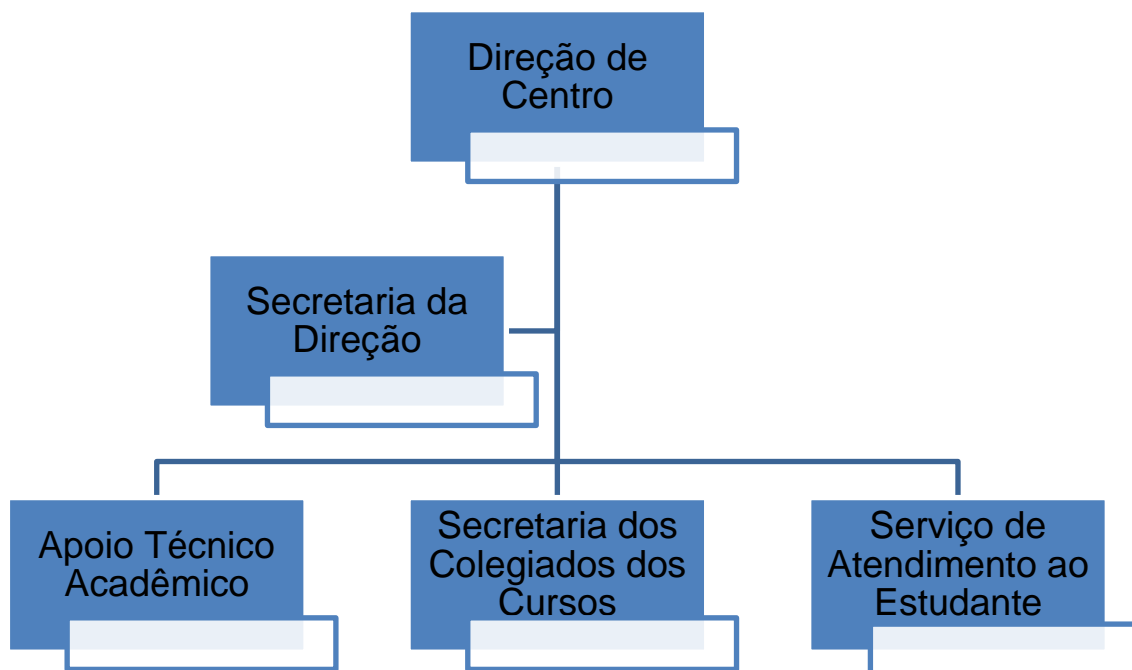 Direção de
Centro
Secretaria da
Direção
Apoio Técnico
Acadêmico
Secretaria dos
Colegiados dos
Cursos
Serviço de
Atendimento ao
Estudante